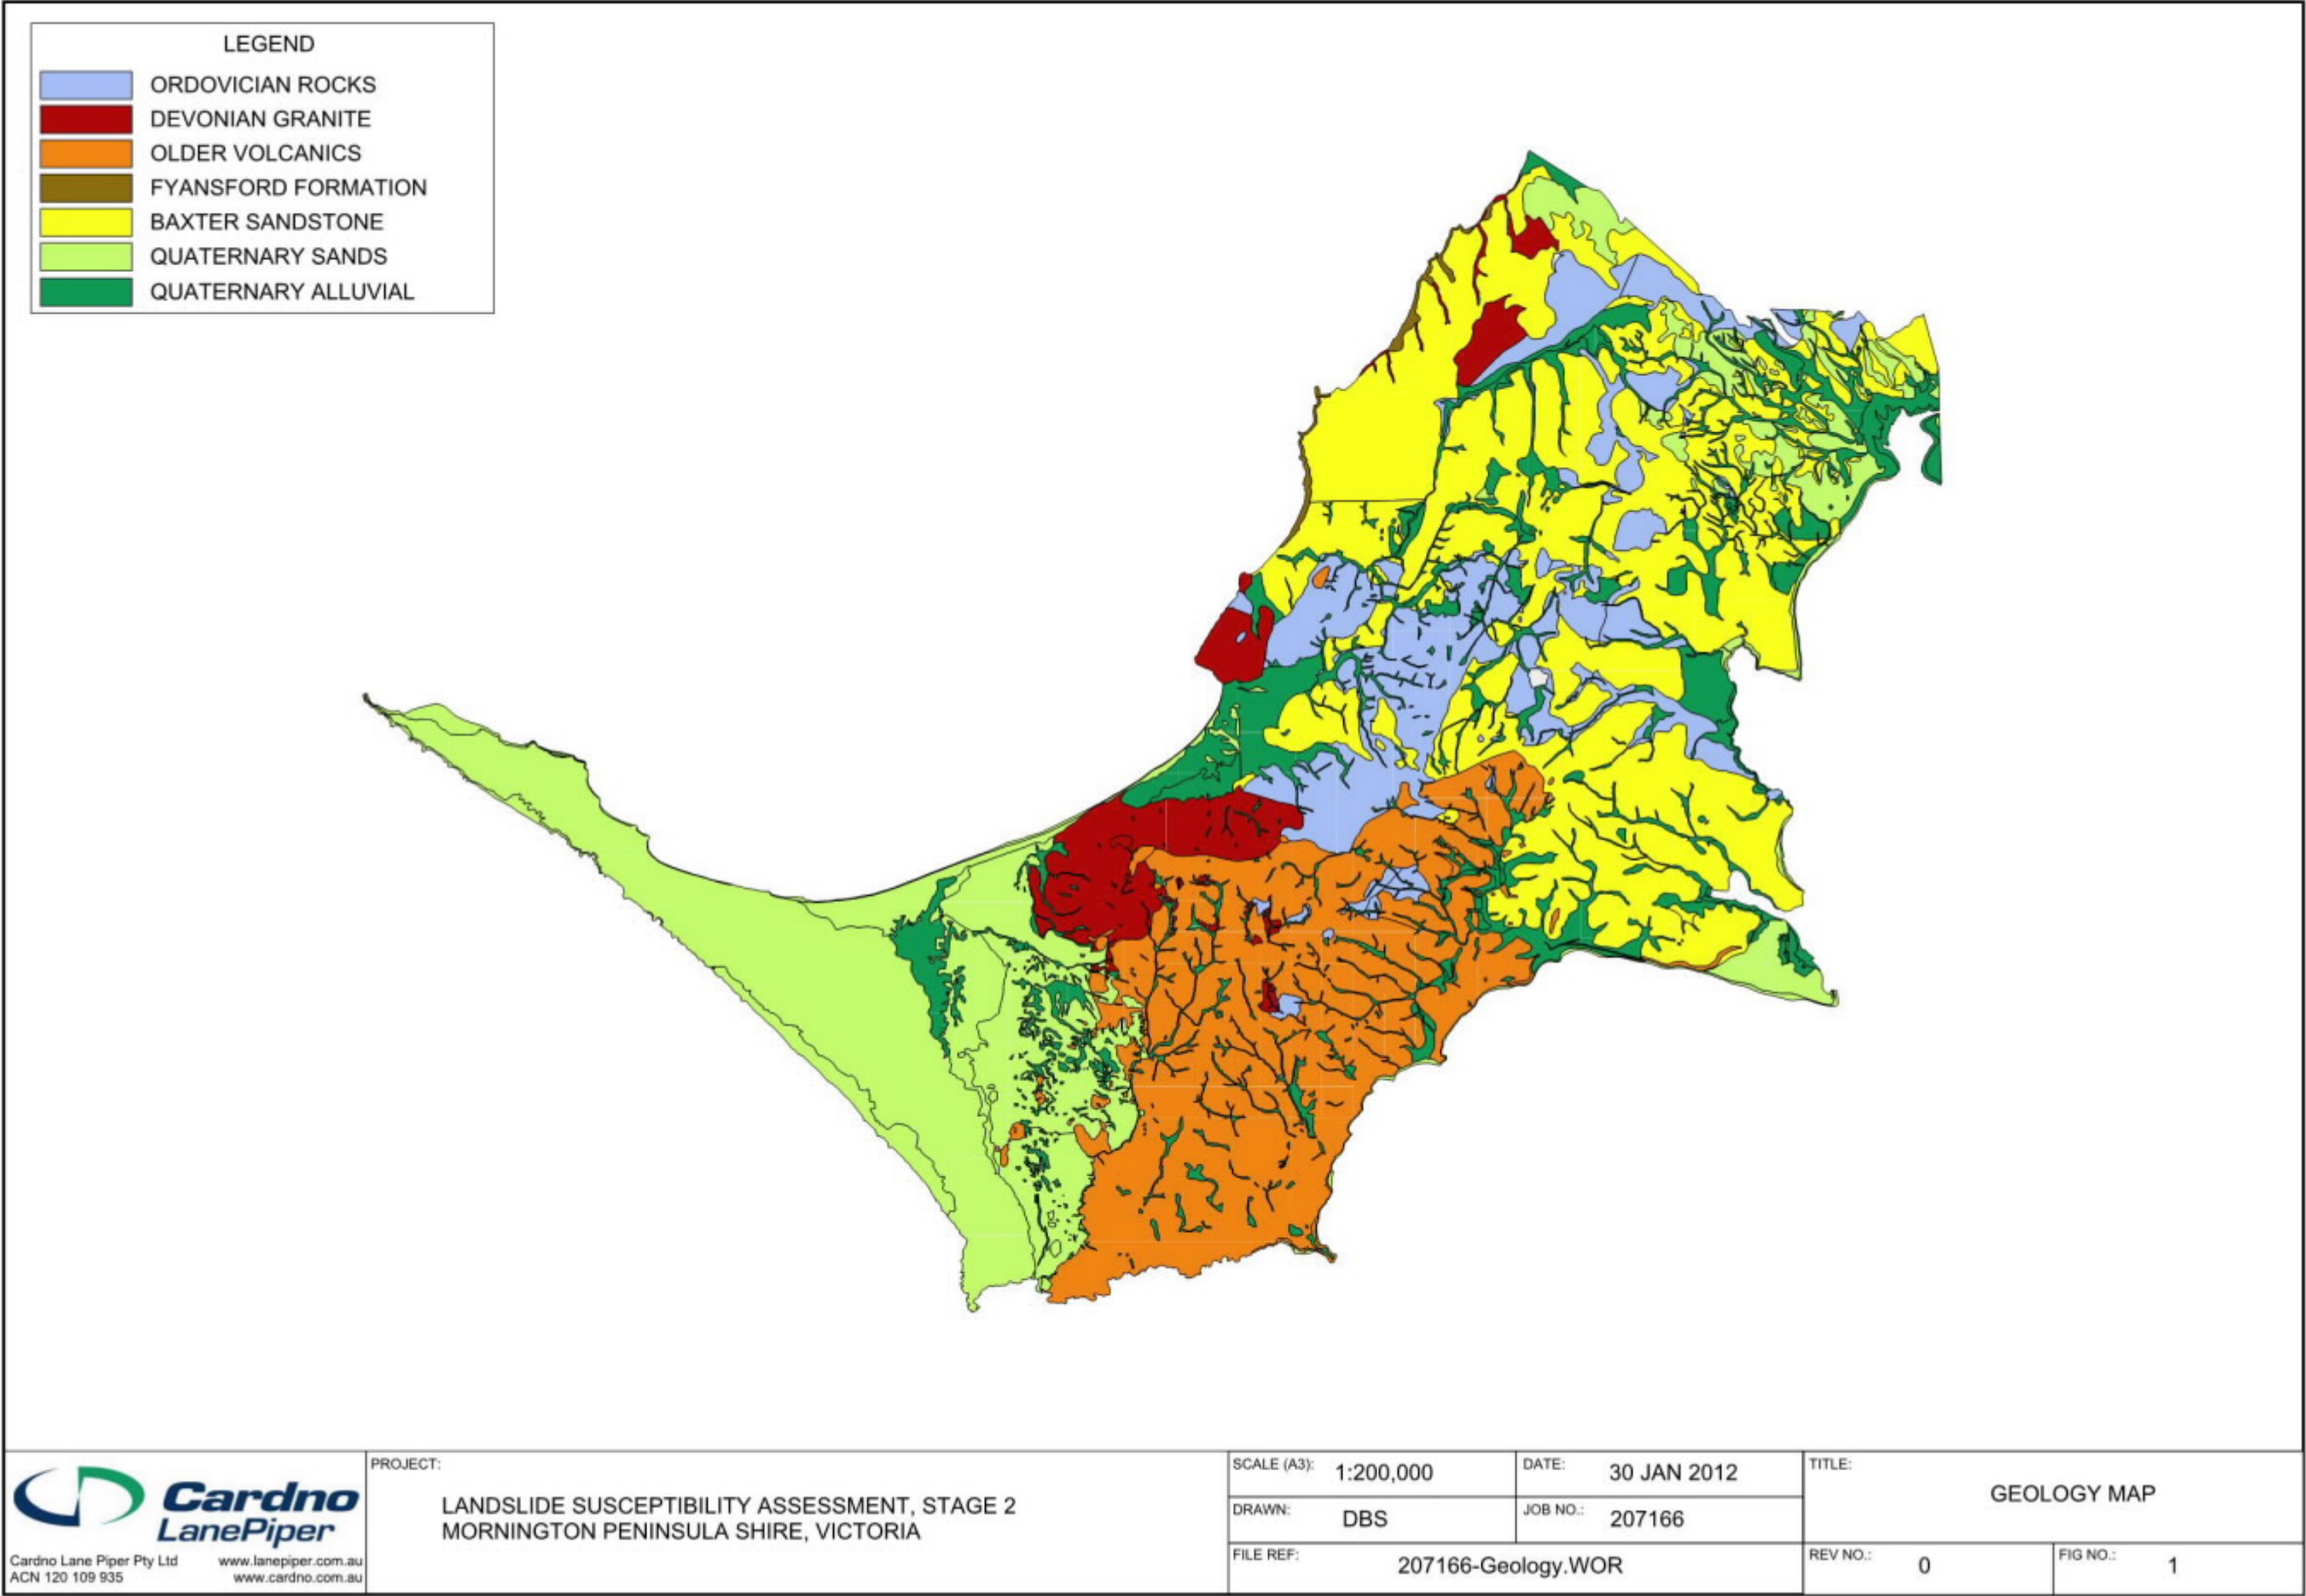 LEGEND
ORDOVICIAN ROCKS
DEVONIAN GRANITE
OLDER VOLCANICS
FYANSFORD FORMATION
BAXTER SANDSTONE
QUATERNARY SANDS
QUATERNARY ALLUVIAL
Cardno
LanePiper
Cardno Lane Piper Pty Ltd www.lanepiper.com.au
ACN 120 109 935 www.cardno.com.au
PROJECT:
LANDSLIDE SUSCEPTIBILITY ASSESSMENT, STAGE 2
MORNINGTON PENINSULA SHIRE, VICTORIA
SCALE (A3): 1:200,000
DATE: 30 JAN 2012
DRAWN: DBS
JOB NO.: 207166
FILE REF: 207166-Geology.WOR
TITLE:
GEOLOGY MAP
REV NO.: 0
FIG NO.: 1